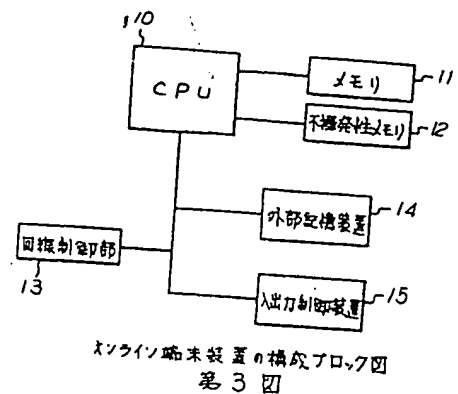 10
CPU
メモリ
11
不揮発性メモリ
12
外部記憶装置
14
回線制御部
13
入出力制御装置
15
オンライン端末装置の構成ブロック図
第3図